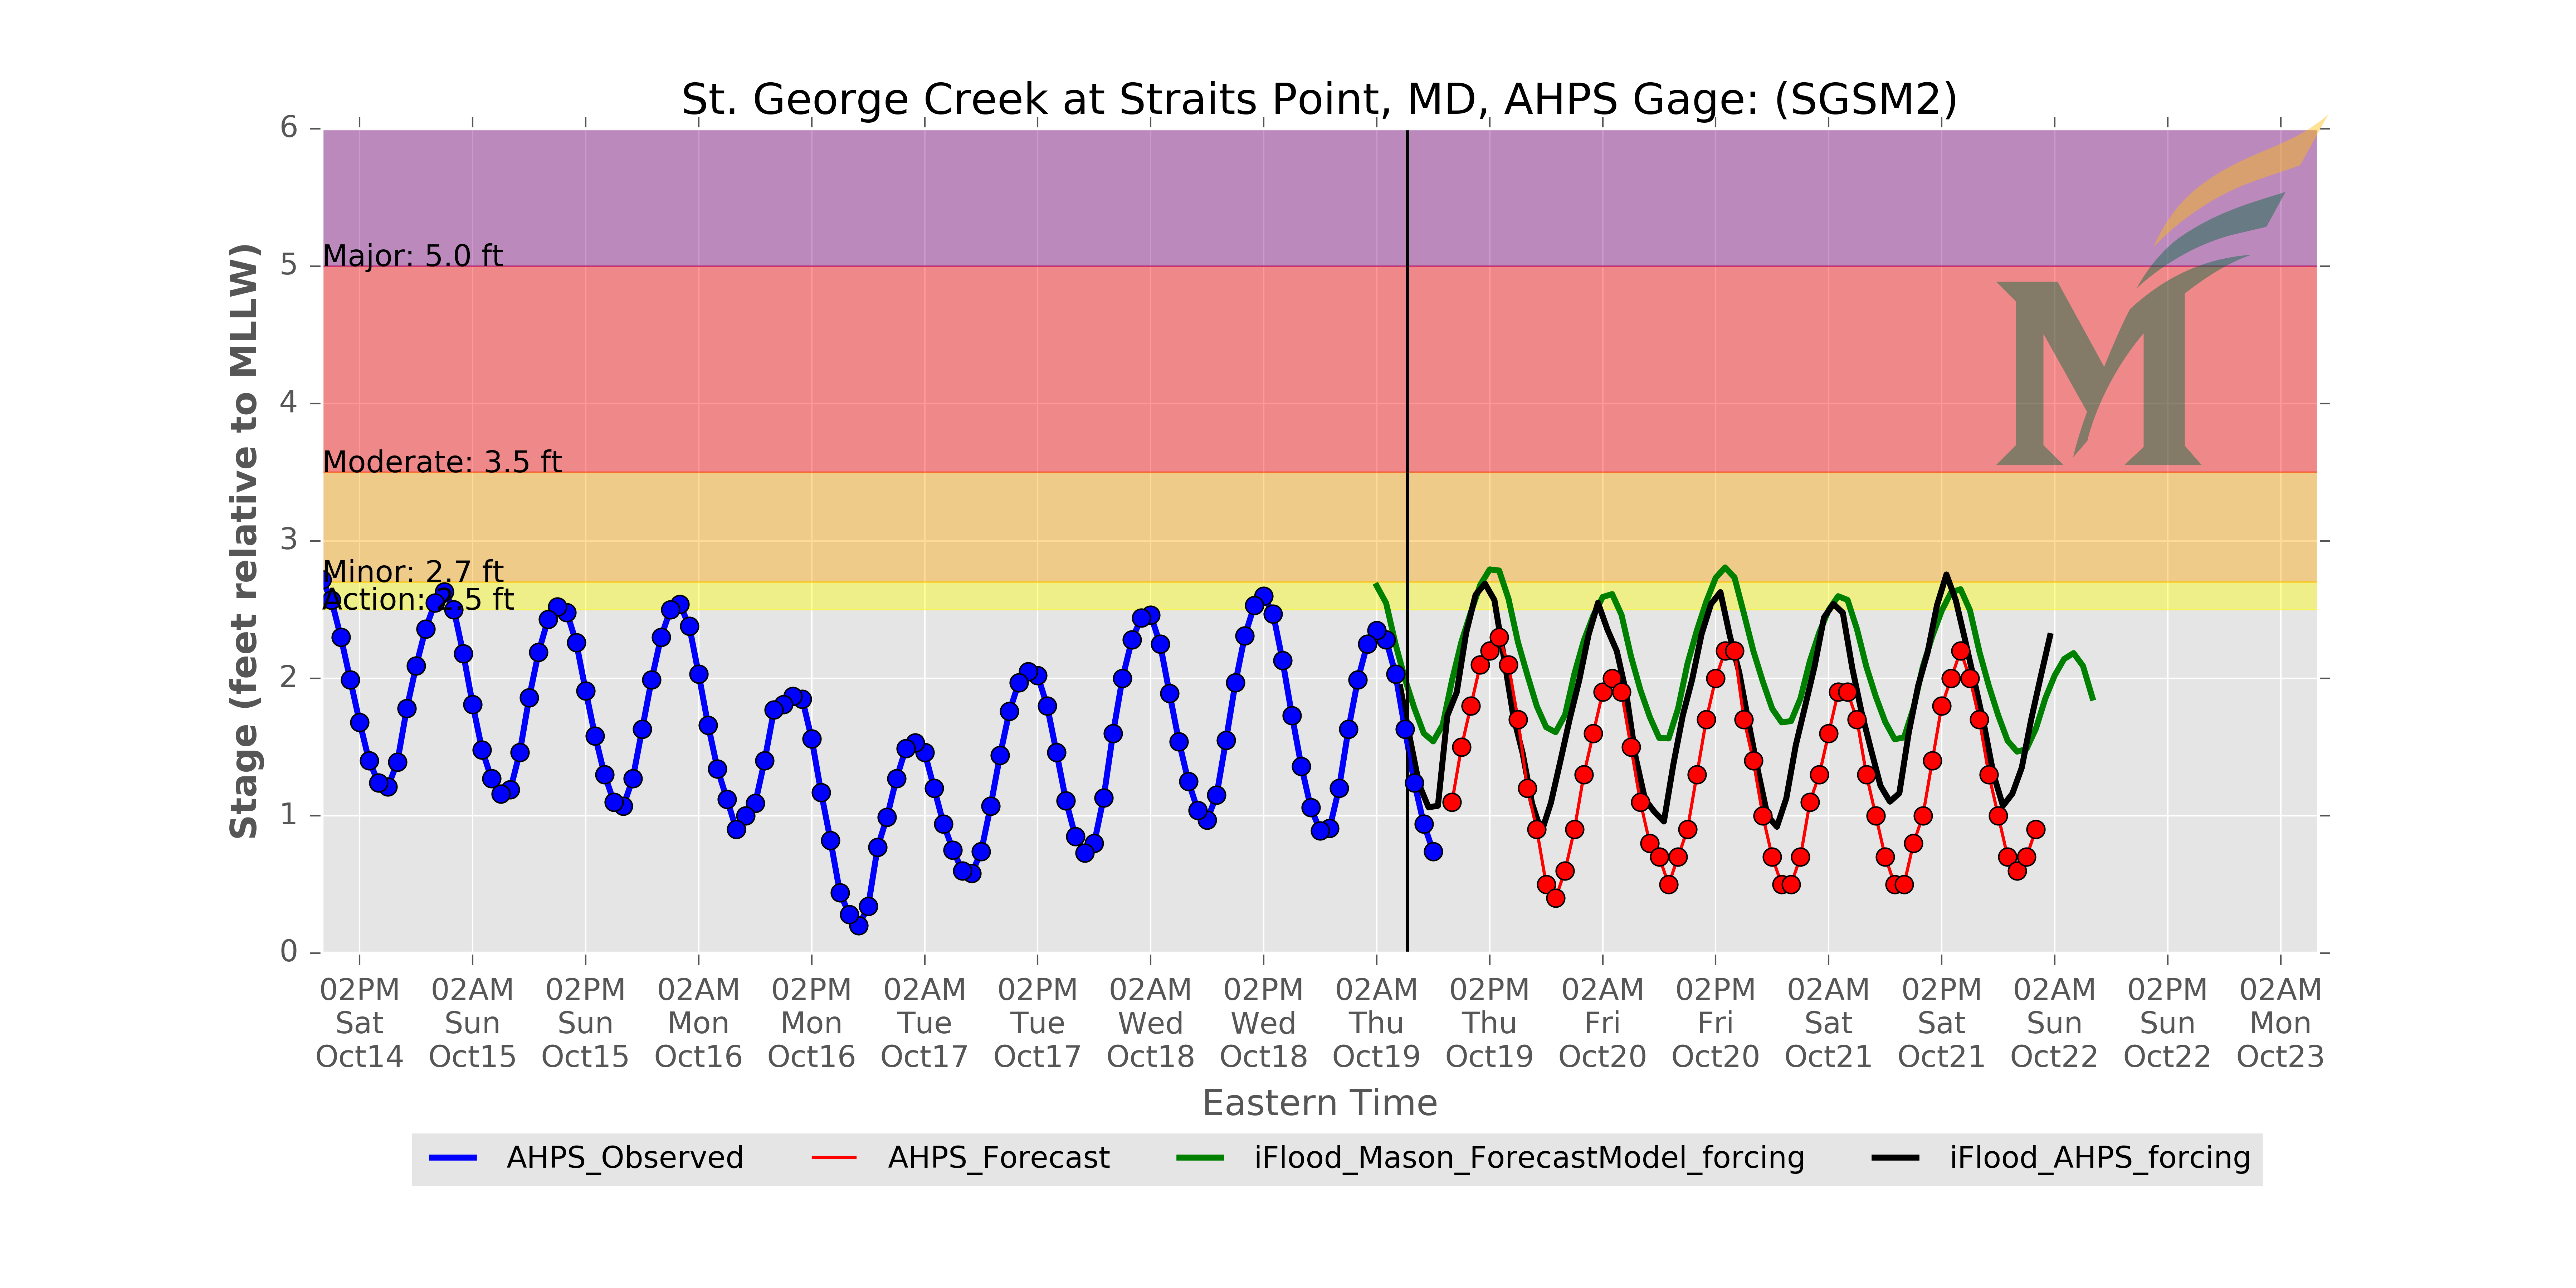 St. George Creek at Straits Point, MD, AHPS Gage: (SGSM2)
Stage (feet relative to MLLW)
6
5
4
3
2
1
0
Major: 5.0 ft
Moderate: 3.5 ft
Minor: 2.7 ft
Action: 2.5 ft
M
02PM 02AM 02PM 02AM 02PM 02AM 02PM 02AM 02PM 02AM 02PM 02AM 02PM 02AM 02PM 02AM 02PM 02AM
Sat Sun Sun Mon Mon Tue Tue Wed Wed Thu Thu Fri Fri Sat Sat Sun Sun Mon
Oct14 Oct15 Oct15 Oct16 Oct16 Oct17 Oct17 Oct18 Oct18 Oct19 Oct19 Oct20 Oct20 Oct21 Oct21 Oct22 Oct22 Oct23
Eastern Time
AHPS_Observed AHPS_Forecast iFlood_Mason_ForecastModel_forcing iFlood_AHPS_forcing